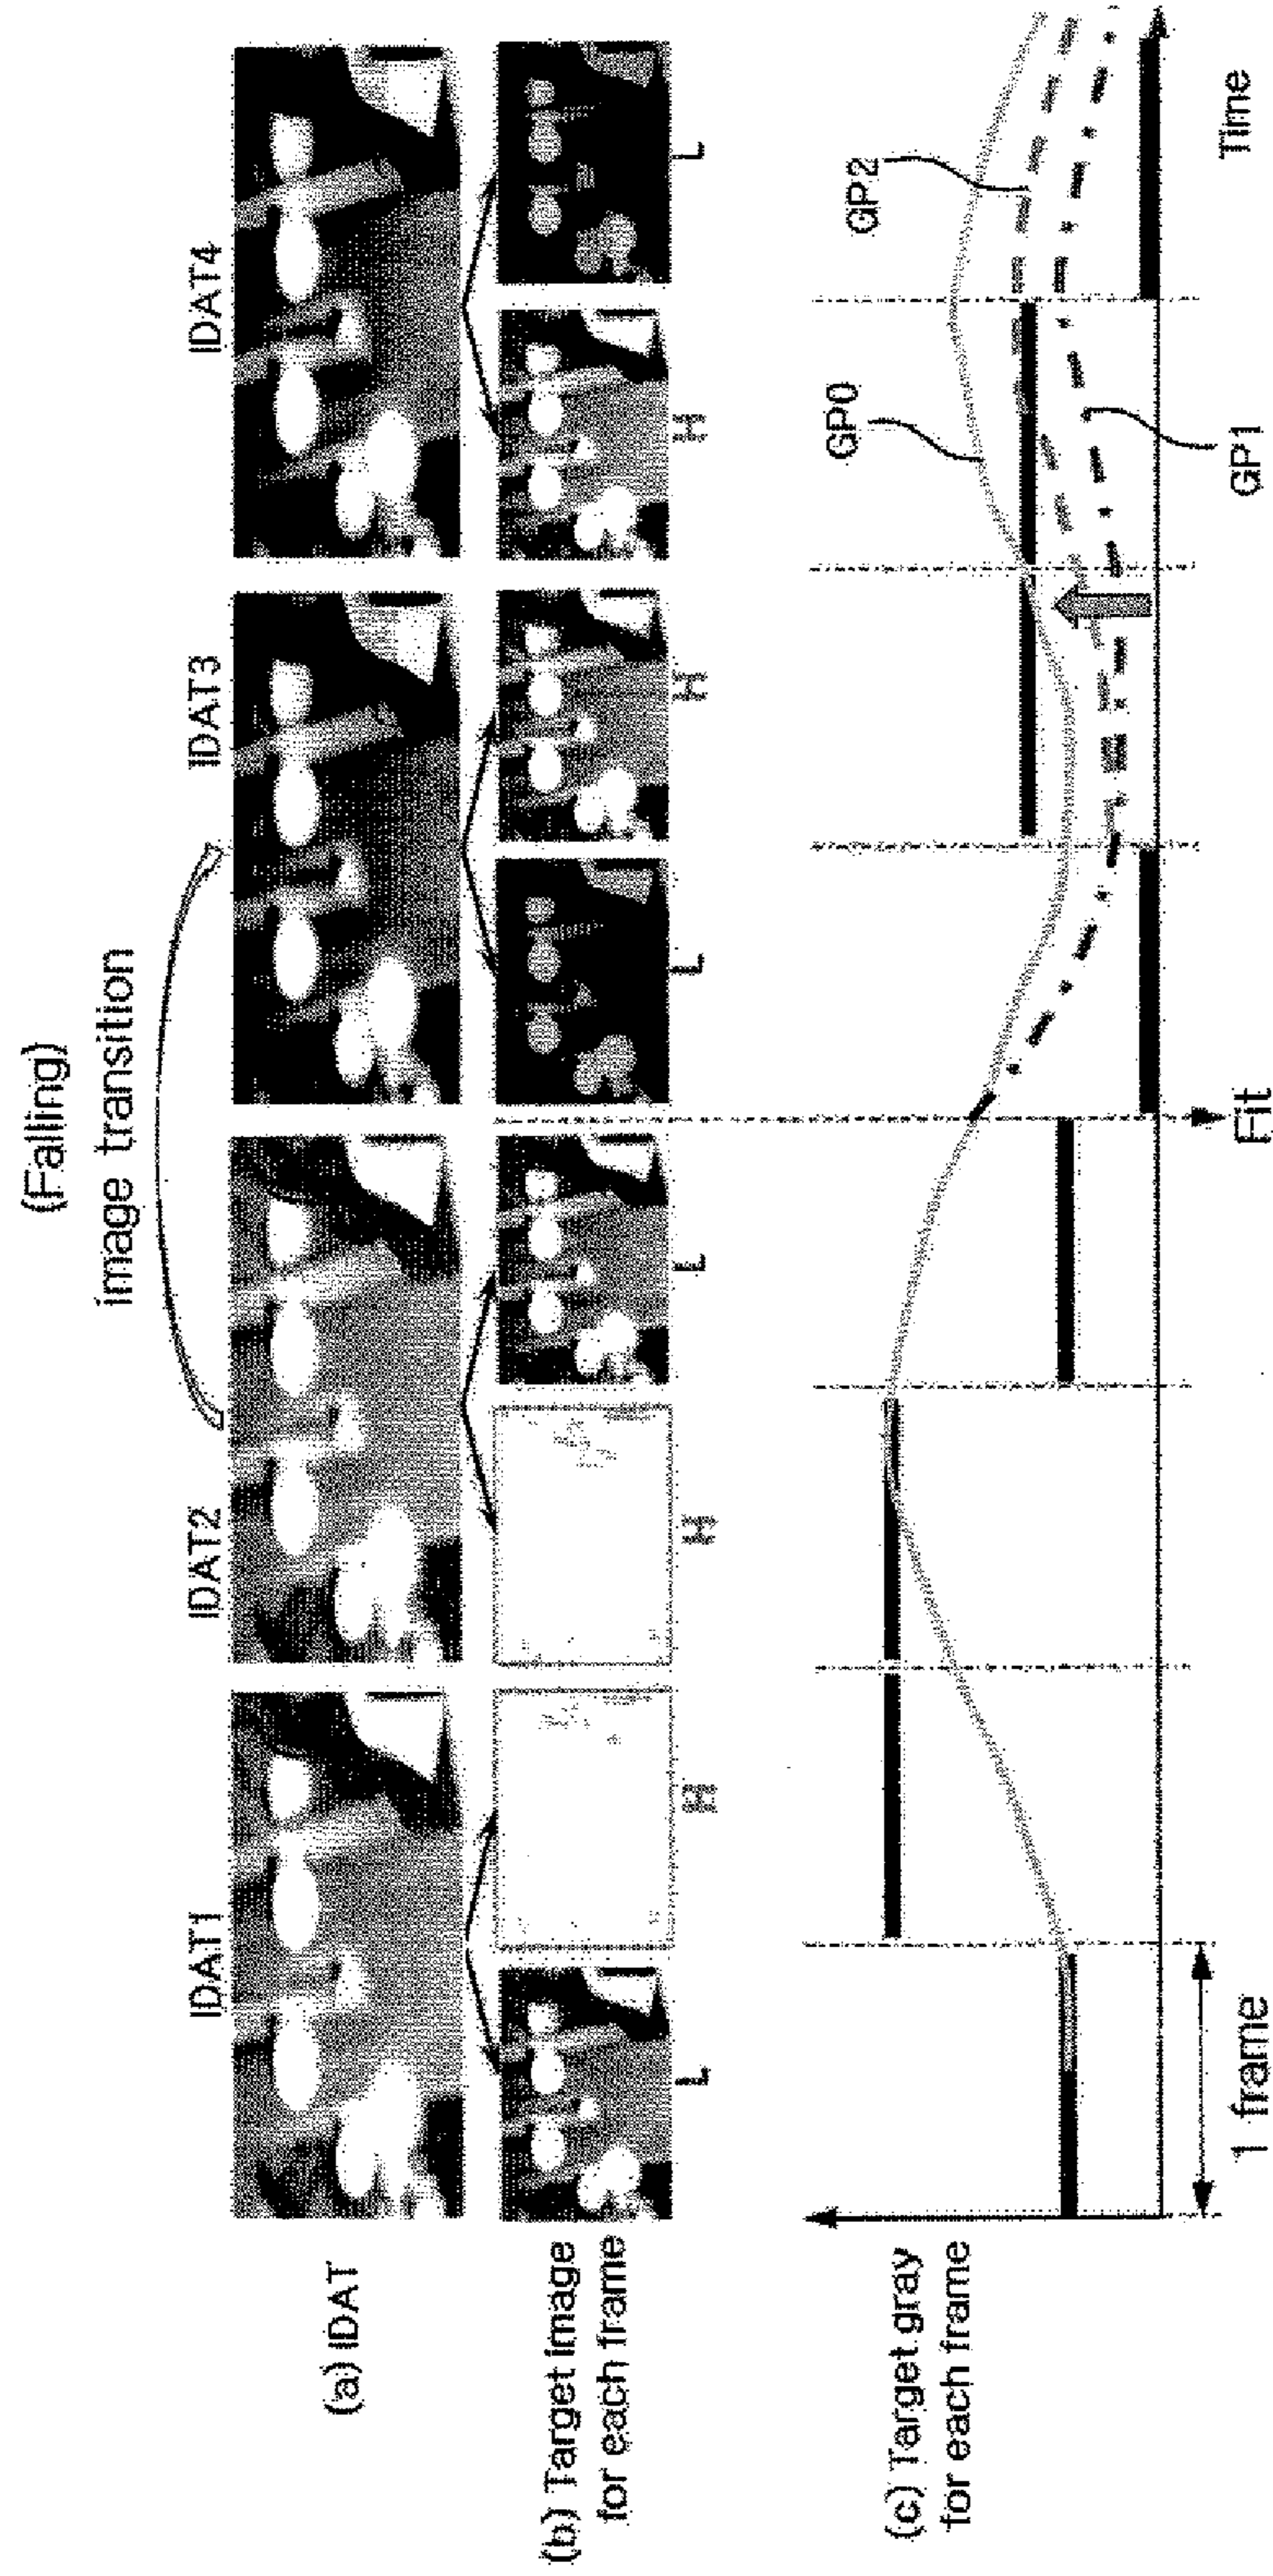 (Falling)
image transition
IDAT1
IDAT2
IDAT3
IDAT4
(a) IDAT
(b) Target image
for each frame
L
H
H
L
L
H
H
L
(c) Target gray
for each frame
GP0
GP2
GP1
1 frame
Flt
Time